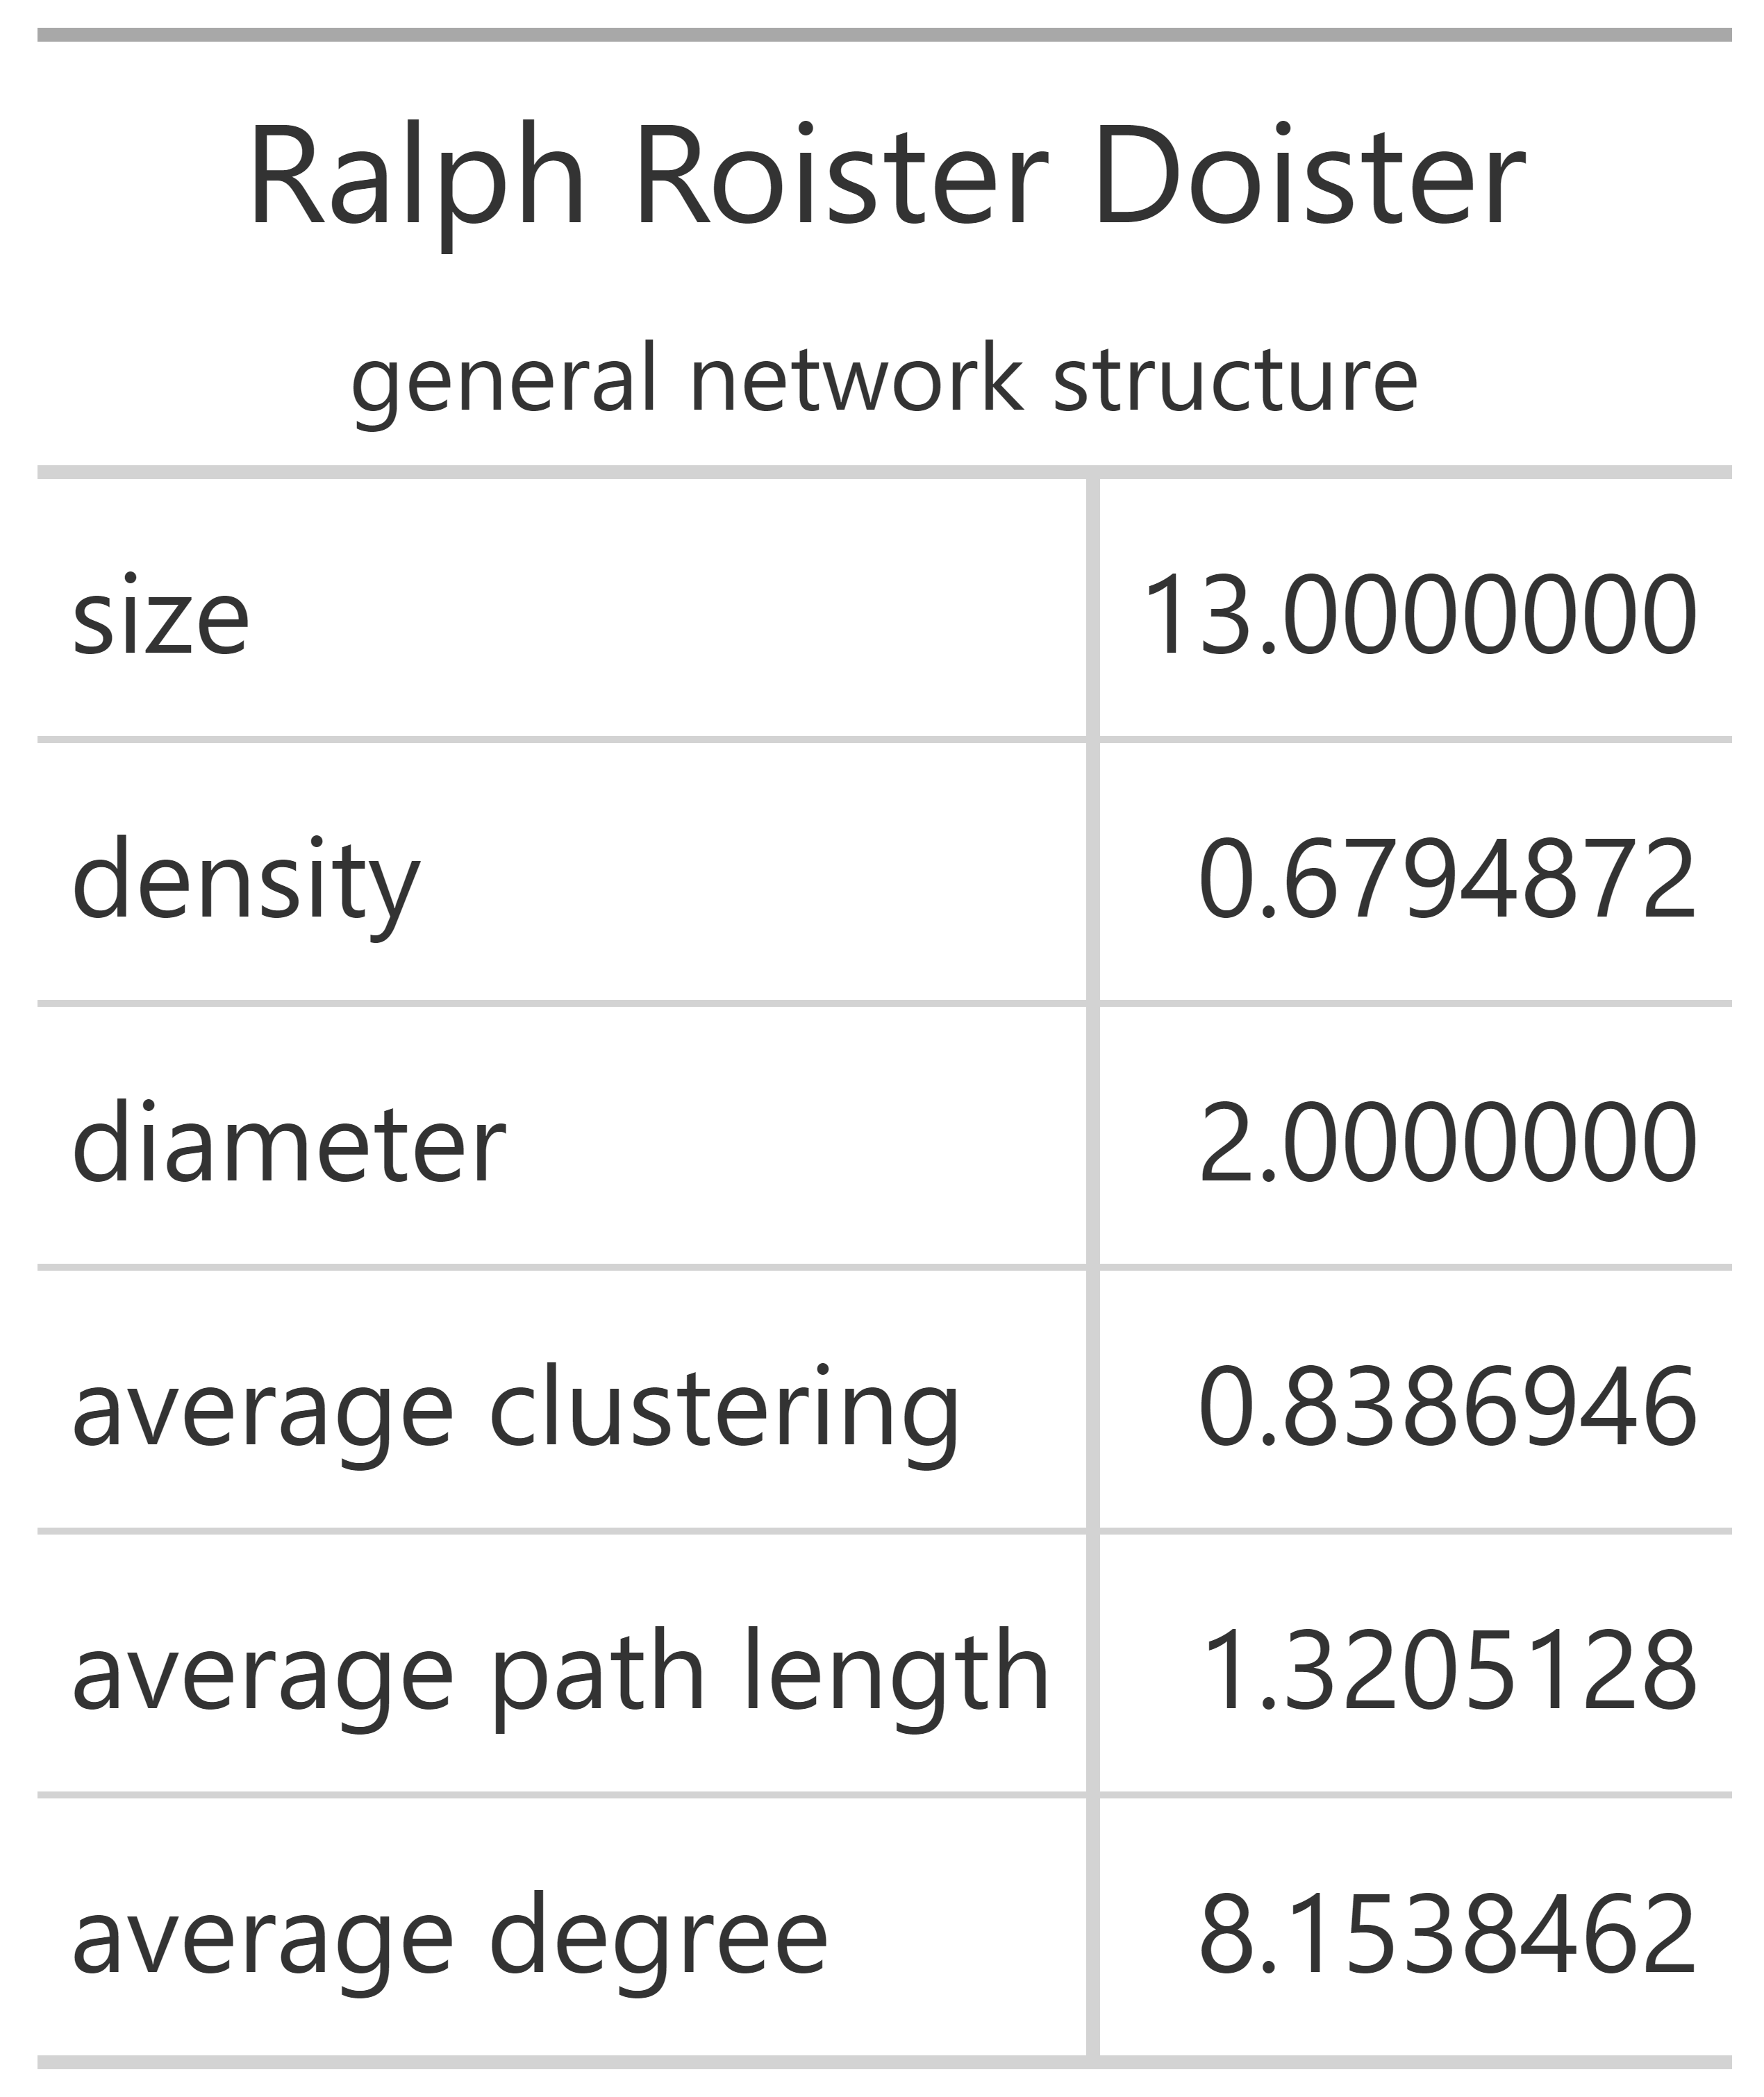 Ralph Roister Doister
general network structure
size 13.0000000
density 0.6794872
diameter 2.0000000
average clustering 0.8386946
average path length 1.3205128
average degree 8.1538462